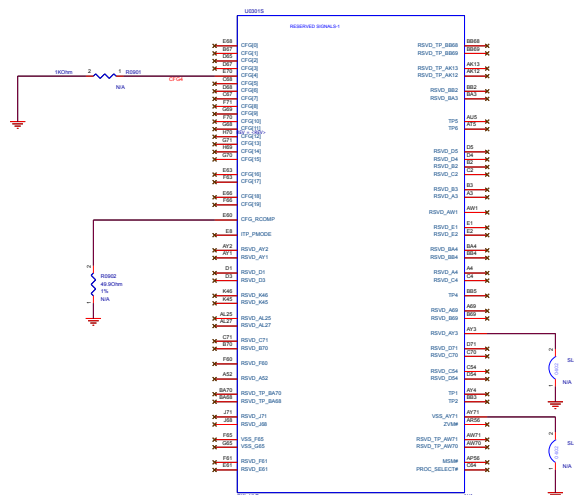 U0301S
RESERVED SIGNALS-1
E68 CFG[0] RSVD_TP_BB68 BB68
B67 CFG[1] RSVD_TP_BB69 BB69
D65 CFG[2]
D67 CFG[3] RSVD_TP_AK13 AK13
1KOhm 2 1 R0901 CFG4 E70 CFG[4] RSVD_TP_AK12 AK12
N/A
C68 CFG[5]
D68 CFG[6] RSVD_BB2 BB2
C67 CFG[7] RSVD_BA3 BA3
F71 CFG[8]
G69 CFG[9]
F70 CFG[10] TP5 AU5
G68 CFG[11] TP6 AT5
H70 CFG[12]
G71 CFG[13]
H69 CFG[14] RSVD_D5 D5
G70 CFG[15] RSVD_D4 D4
RSVD_B2 B2
E63 CFG[16] RSVD_C2 C2
F63 CFG[17]
RSVD_B3 B3
E66 CFG[18] RSVD_A3 A3
F66 CFG[19]
RSVD_AW1 AW1
E60 CFG_RCOMP
RSVD_E1 E1
E8 ITP_PMODE RSVD_E2 E2
AY2 RSVD_AY2 RSVD_BA4 BA4
AY1 RSVD_AY1 RSVD_BB4 BB4
D1 RSVD_D1 RSVD_A4 A4
D3 RSVD_D3 RSVD_C4 C4
2 R0902
49.9Ohm
1%
1 N/A
K46 RSVD_K46 TP4 BB5
K45 RSVD_K45
RSVD_A69 A69
AL25 RSVD_AL25 RSVD_B69 B69
AL27 RSVD_AL27
RSVD_AY3 AY3
C71 RSVD_C71
B70 RSVD_B70 RSVD_D71 D71
RSVD_C70 C70
F60 RSVD_F60
RSVD_C54 C54
A52 RSVD_A52 RSVD_D54 D54
2 SL
1 N/A
BA70 RSVD_TP_BA70 TP1 AY4
BA68 RSVD_TP_BA68 TP2 BB3
J71 RSVD_J71 VSS_AY71 AY71
J68 RSVD_J68 ZVM# AR56
F65 VSS_F65 RSVD_TP_AW71 AW71
G65 VSS_G65 RSVD_TP_AW70 AW70
2 SL
1 N/A
F61 RSVD_F61 MSM# AP56
E61 RSVD_E61 PROC_SELECT# C64